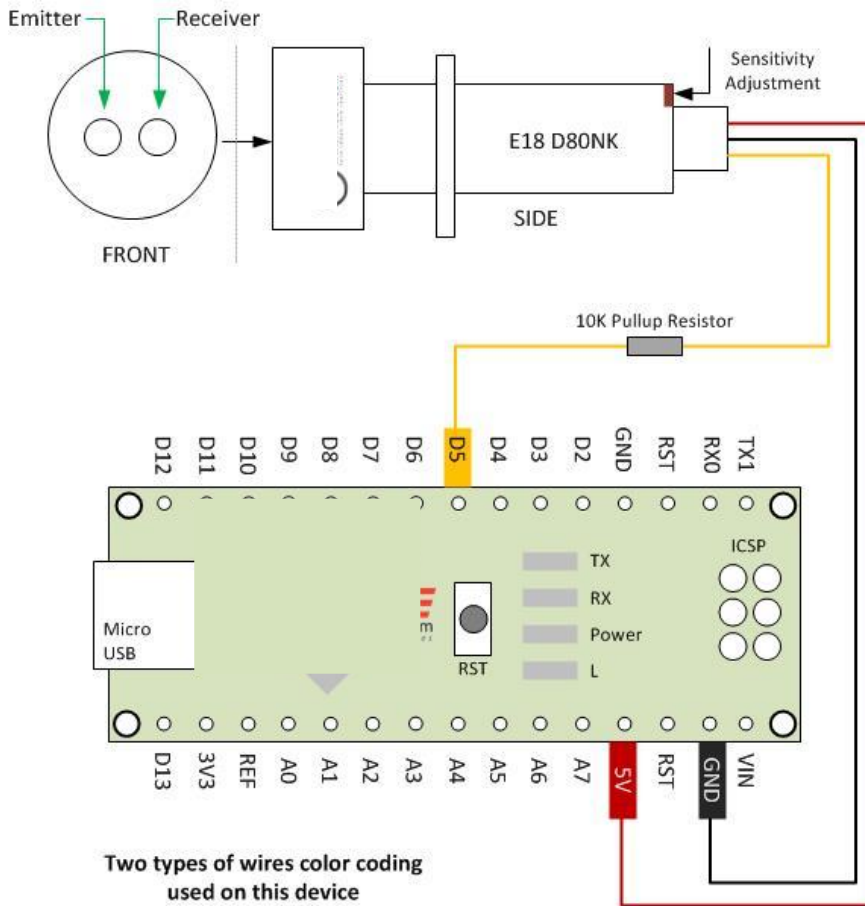 Emitter
Receiver
Sensitivity
Adjustment
E18 D80NK
FRONT
SIDE
10K Pullup Resistor
D12
D11
D10
D9
D8
D7
D6
D5
D4
D3
D2
GND
RST
RX0
TX1
ICSP
TX
RX
Power
L
Micro
USB
RST
D13
3V3
REF
A0
A1
A2
A3
A4
A5
A6
A7
5V
RST
GND
VIN
Two types of wires color coding
used on this device